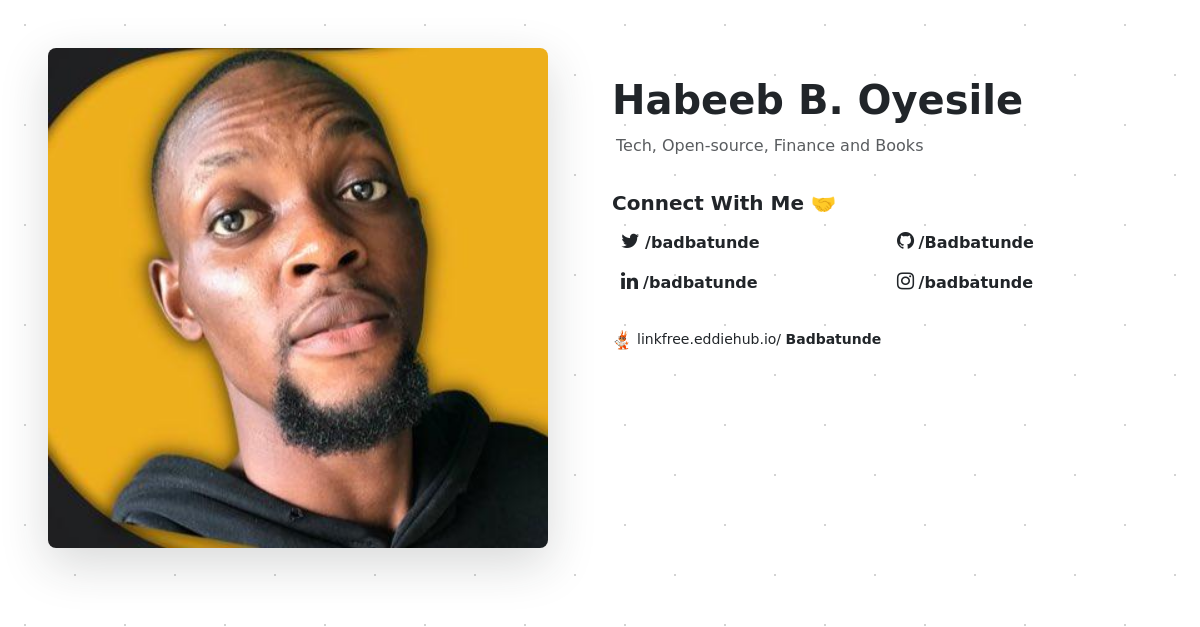 Habeeb B. Oyesile
Tech, Open-source, Finance and Books
Connect With Me 🤝
/badbatunde
/Badbatunde
/badbatunde
/badbatunde
linkfree.eddiehub.io/ Badbatunde